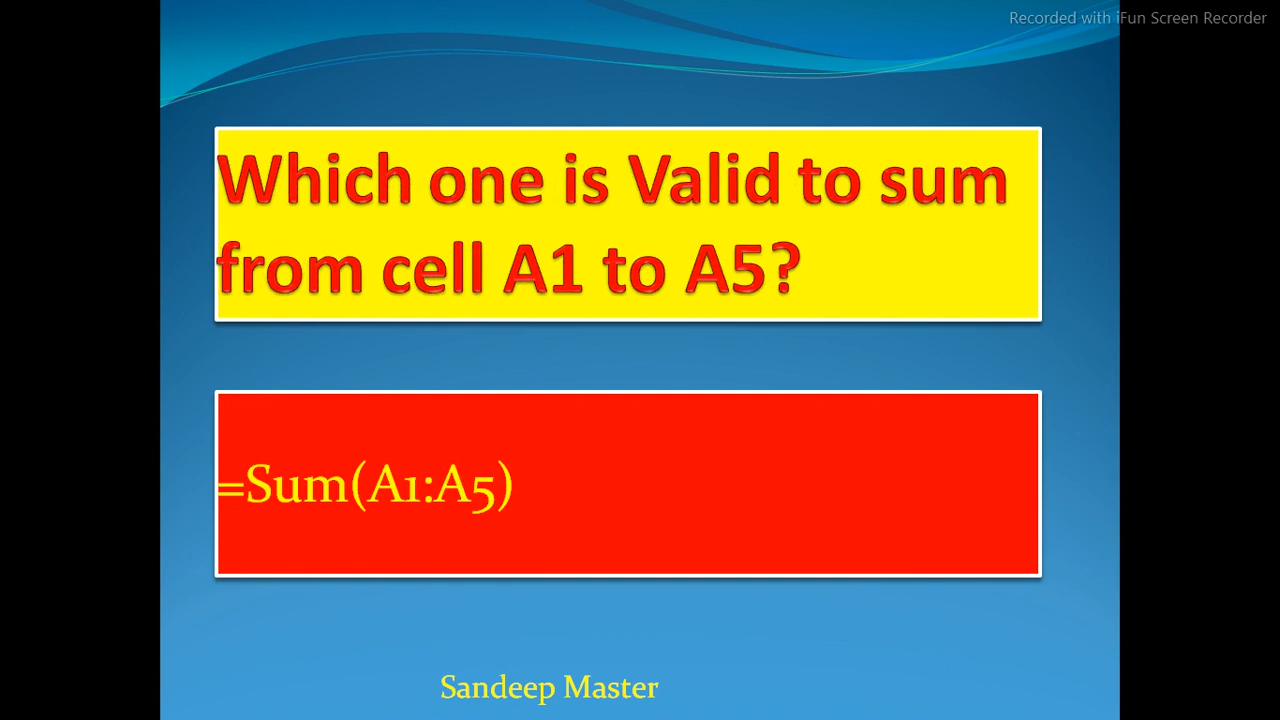 Recorded with iFun Screen Recorder
Which one is Valid to sum
from cell A1 to A5?
=Sum(A1:A5)
Sandeep Master